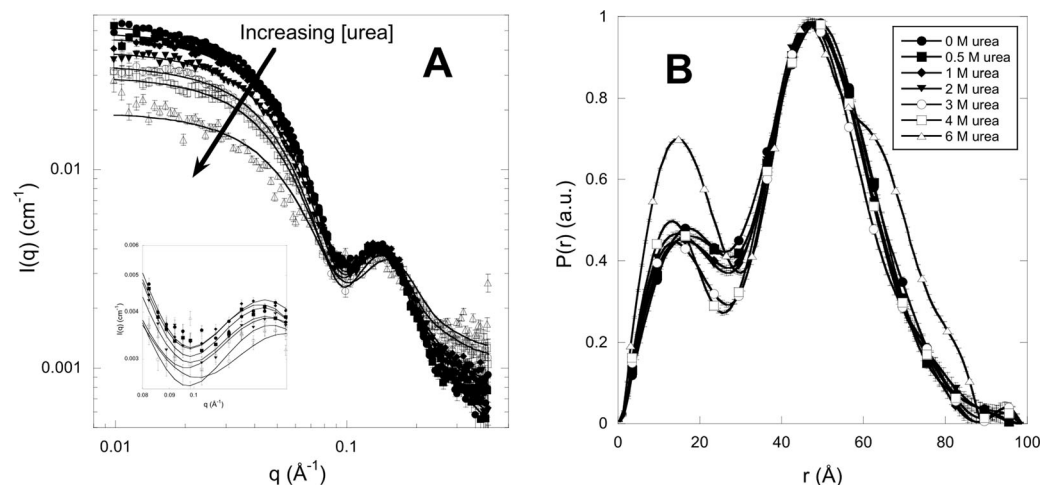 Increasing [urea]
A
I(q) (cm⁻¹)
0.01
0.001
0.01
0.1
q (Å⁻¹)
I(q) (cm⁻¹)
0.006
0.005
0.004
0.003
0.08
0.09
0.1
q (Å⁻¹)
B
P(r) (a.u.)
1
0.8
0.6
0.4
0.2
0
0 20 40 60 80 100
r (Å)
0 M urea
0.5 M urea
1 M urea
2 M urea
3 M urea
4 M urea
6 M urea